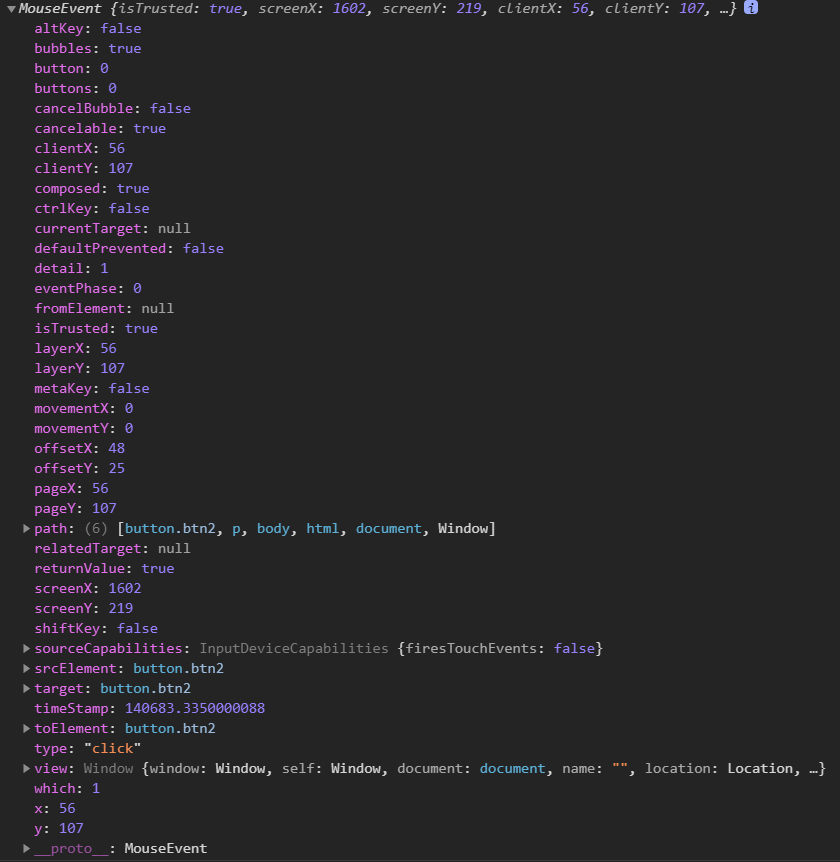 MouseEvent {isTrusted: true, screenX: 1602, screenY: 219, clientX: 56, clientY: 107, …} i
altKey: false
bubbles: true
button: 0
buttons: 0
cancelBubble: false
cancelable: true
clientX: 56
clientY: 107
composed: true
ctrlKey: false
currentTarget: null
defaultPrevented: false
detail: 1
eventPhase: 0
fromElement: null
isTrusted: true
layerX: 56
layerY: 107
metaKey: false
movementX: 0
movementY: 0
offsetX: 48
offsetY: 25
pageX: 56
pageY: 107
path: (6) [button.btn2, p, body, html, document, Window]
relatedTarget: null
returnValue: true
screenX: 1602
screenY: 219
shiftKey: false
sourceCapabilities: InputDeviceCapabilities {firesTouchEvents: false}
srcElement: button.btn2
target: button.btn2
timeStamp: 140683.3350000088
toElement: button.btn2
type: "click"
view: Window {window: Window, self: Window, document: document, name: "", location: Location, …}
which: 1
x: 56
y: 107
__proto__: MouseEvent